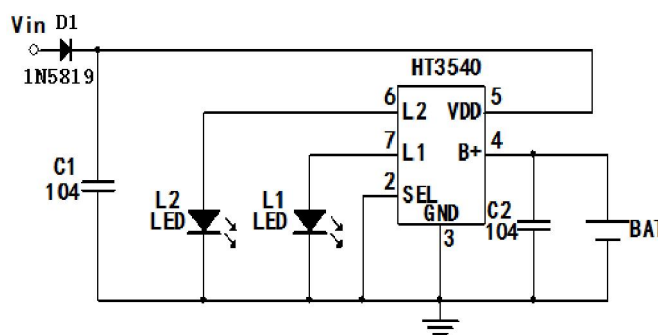 Vin D1
1N5819
HT3540
6 L2 VDD 5
7 L1 B+ 4
2 SEL
GND
3
C1
104
L2
LED
L1
LED
C2
104
BAT